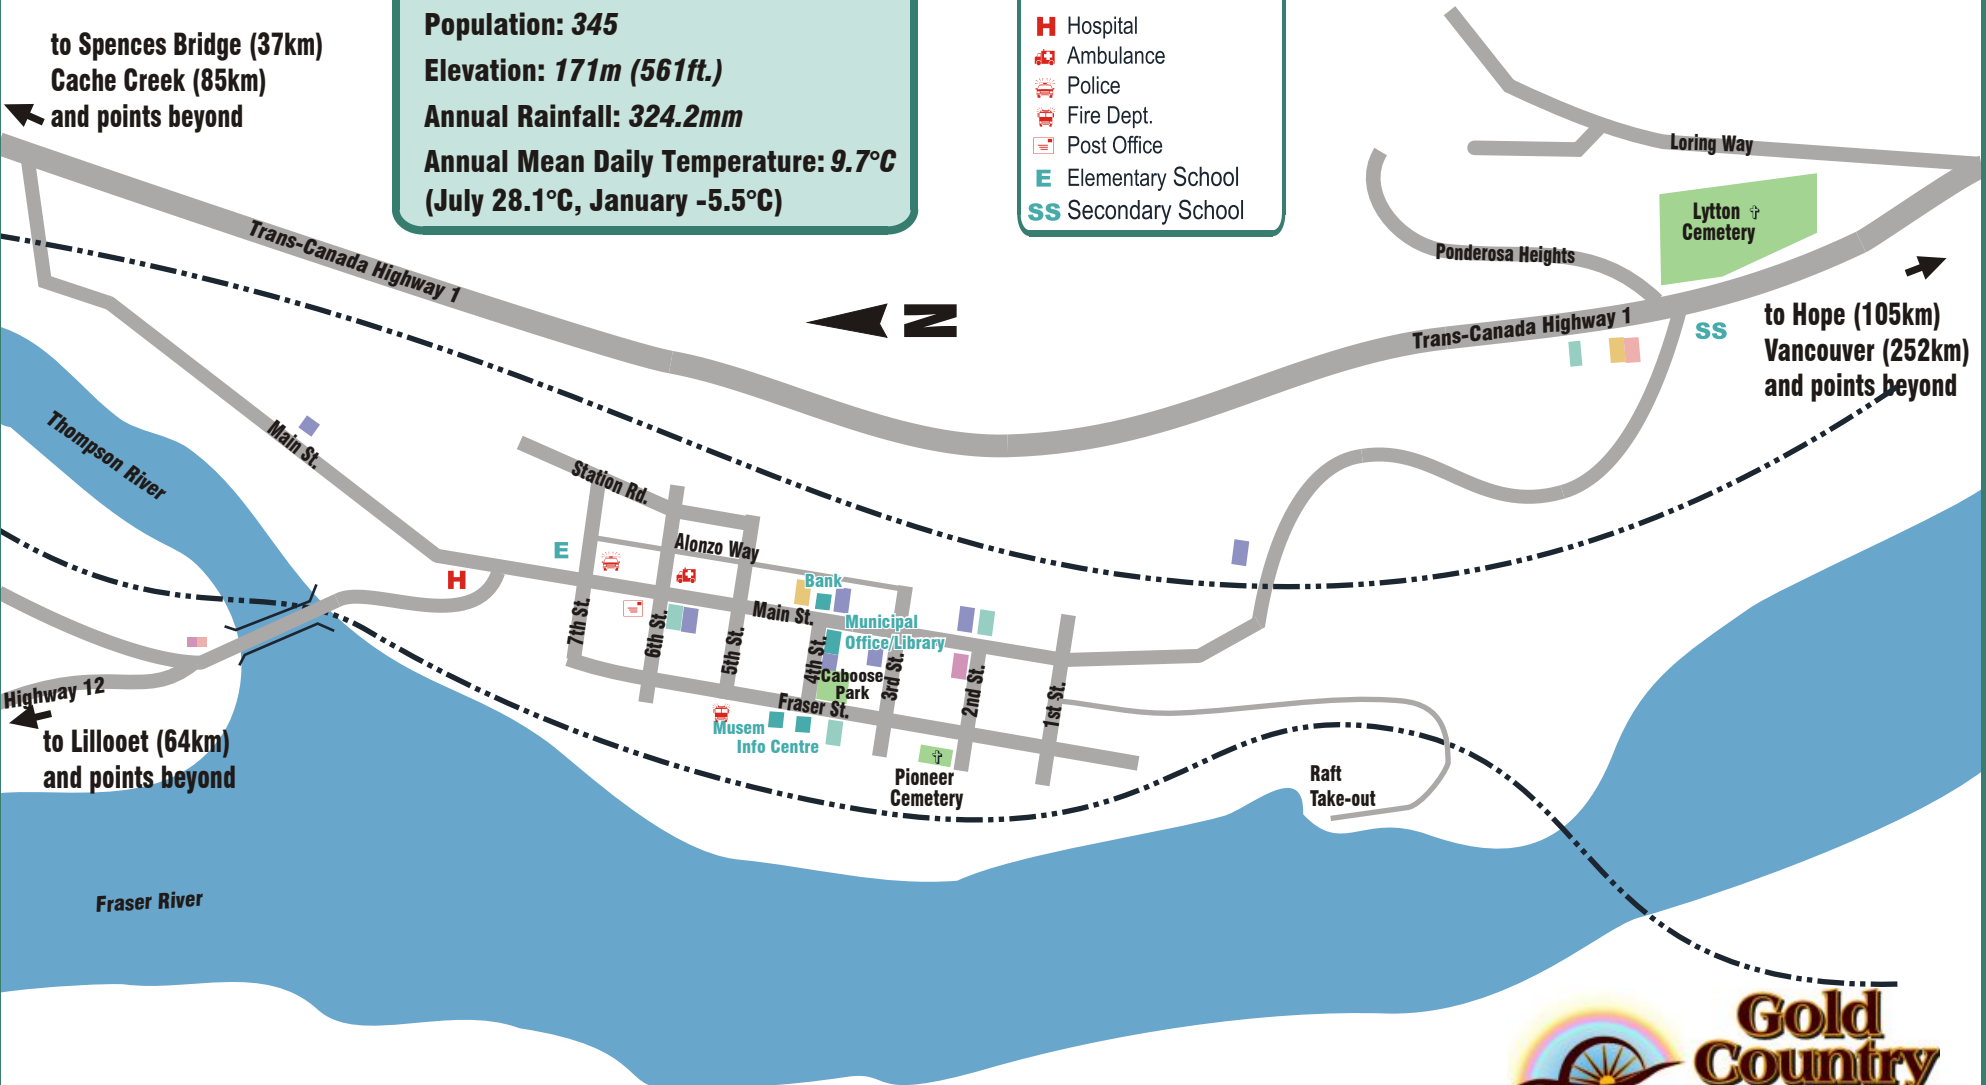 to Spences Bridge (37km)
Cache Creek (85km)
and points beyond
Population: 345
Elevation: 171m (561ft.)
Annual Rainfall: 324.2mm
Annual Mean Daily Temperature: 9.7°C
(July 28.1°C, January -5.5°C)
H Hospital
Ambulance
Police
Fire Dept.
Post Office
E Elementary School
SS Secondary School
Loring Way
Lytton
Cemetery
Ponderosa Heights
Trans-Canada Highway 1
Trans-Canada Highway 1
N
SS
to Hope (105km)
Vancouver (252km)
and points beyond
Thompson River
Main St.
Station Rd.
Alonzo Way
E
H
Bank
Main St.
Municipal
Office/Library
7th St.
6th St.
5th St.
4th St.
3rd St.
2nd St.
1st St.
Caboose
Park
Fraser St.
Musem
Info Centre
Pioneer
Cemetery
Raft
Take-out
Highway 12
to Lillooet (64km)
and points beyond
Fraser River
Gold
Country